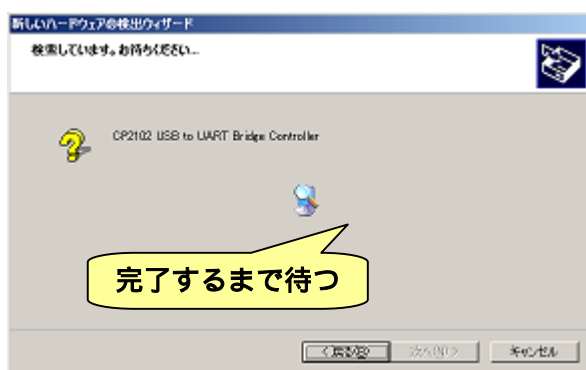 新しいハードウェアの検出ウィザード
検索しています。お待ちください...
CP2102 USB to UART Bridge Controller
完了するまで待つ
< 戻る(B)
次へ(N) >
キャンセル